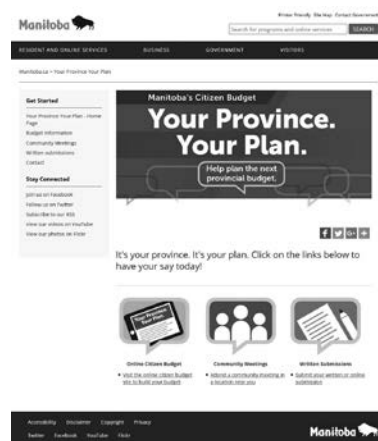 Printer Friendly Site Map Contact Government
Manitoba
Search for programs and online services
SEARCH
RESIDENT AND ONLINE SERVICES
BUSINESS
GOVERNMENT
VISITORS
Manitoba.ca > Your Province Your Plan
Get Started
Your Province Your Plan - Home
Page
Budget Information
Community Meetings
Written submissions
Contact
Stay Connected
Join us on Facebook
Follow us on Twitter
Subscribe to our RSS
View our videos on YouTube
View our photos on Flickr
Manitoba's Citizen Budget
Your Province.
Your Plan.
Help plan the next
provincial budget.
It's your province. It's your plan. Click on the links below to
have your say today!
Your Province
Your Plan.
Online Citizen Budget
Visit the online citizen budget
site to build your budget
Community Meetings
Attend a community meeting in
a location near you
Written Submissions
Submit your written or online
submission
Accessibility Disclaimer Copyright Privacy
Twitter Facebook YouTube Flickr
Manitoba